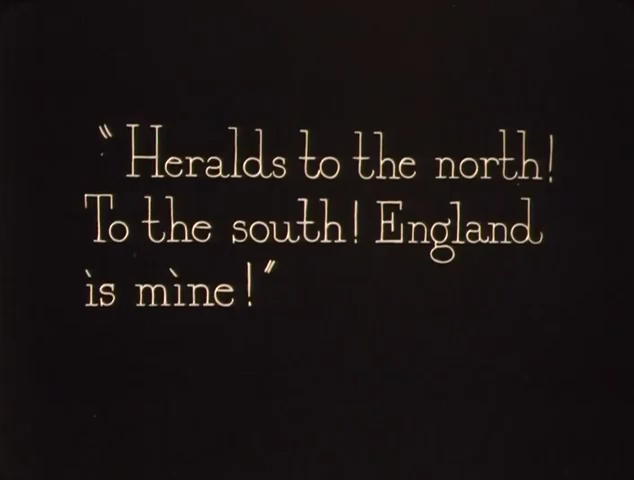 "Heralds to the north!
To the south! England
is mine!"